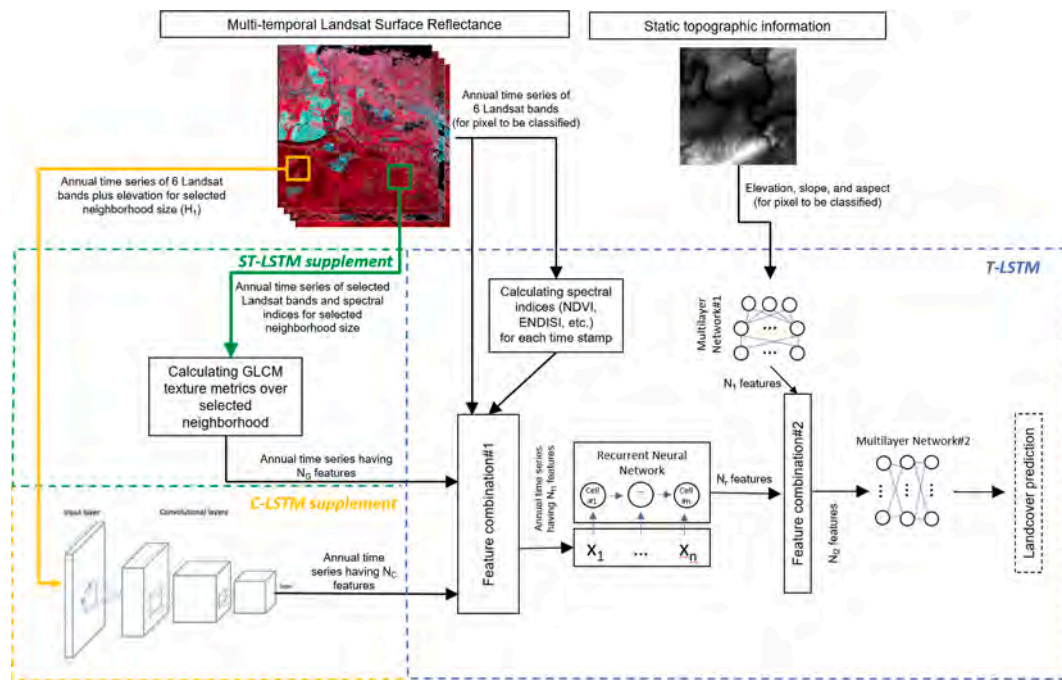 Multi-temporal Landsat Surface Reflectance
Static topographic information
Annual time series of
6 Landsat bands
(for pixel to be classified)
Annual time series of 6 Landsat
bands plus elevation for selected
neighborhood size (H₁)
Elevation, slope, and aspect
(for pixel to be classified)
ST-LSTM supplement
T-LSTM
Annual time series of selected
Landsat bands and spectral
indices for selected
neighborhood size
Calculating spectral
indices (NDVI,
ENDISI, etc.)
for each time stamp
Multilayer
Network#1
...
...
N₁ features
Calculating GLCM
texture metrics over
selected
neighborhood
Annual time series having
N_G features
Feature combination#1
Annual time series
having N_f1 features
Recurrent Neural
Network
Cell
#1
...
Cell
#n
X₁
...
X_n
N_r features
Feature combination#2
N_f2 features
Multilayer Network#2
Landcover prediction
C-LSTM supplement
Input layer
Convolutional layers
Annual time
series having N_C
features